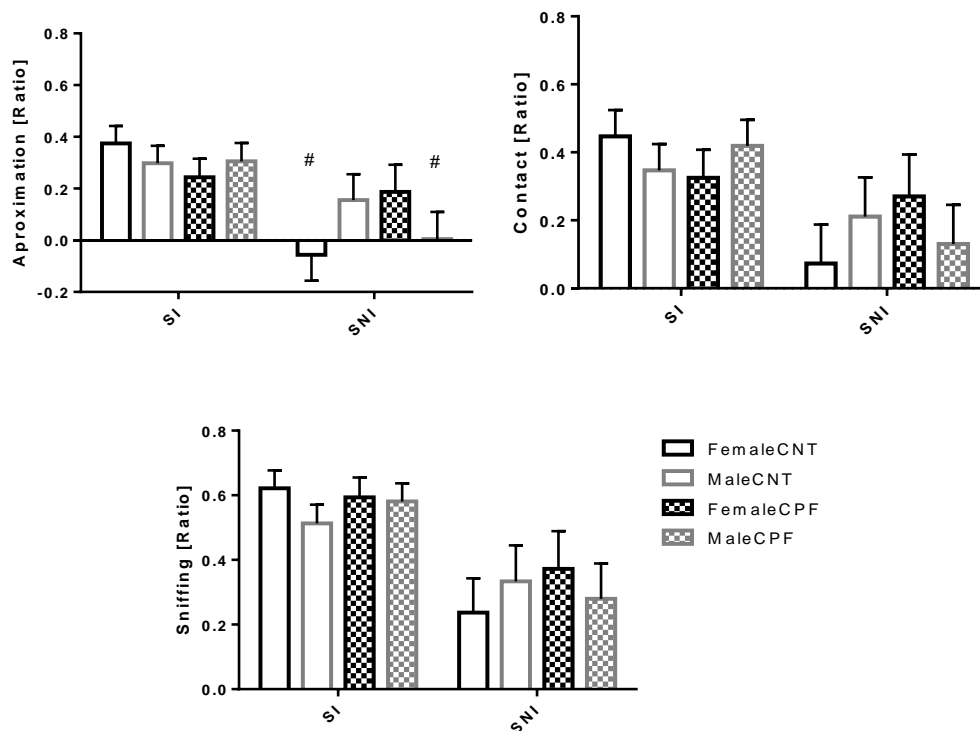 Aproximation [Ratio]
0.8
0.6
0.4
0.2
0.0
-0.2
#
#
SI
SNI
Contact [Ratio]
0.8
0.6
0.4
0.2
0.0
SI
SNI
Sniffing [Ratio]
0.8
0.6
0.4
0.2
0.0
SI
SNI
FemaleCNT
MaleCNT
FemaleCPF
MaleCPF